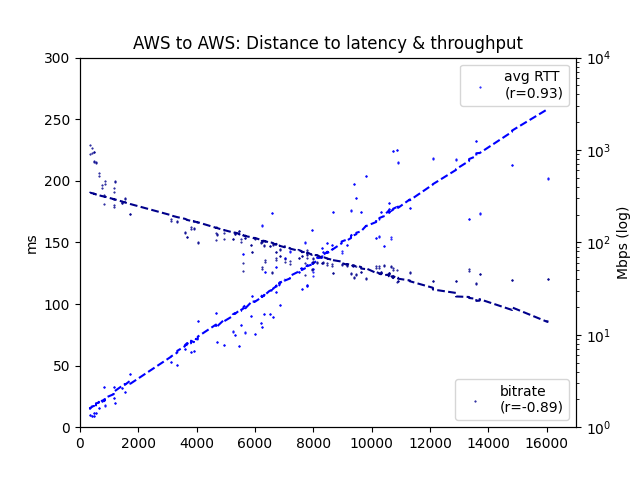 AWS to AWS: Distance to latency & throughput
300
250
200
150
100
50
0
ms
10^4
10^3
10^2
10^1
10^0
Mbps (log)
avg RTT
(r=0.93)
bitrate
(r=-0.89)
0 2000 4000 6000 8000 10000 12000 14000 16000